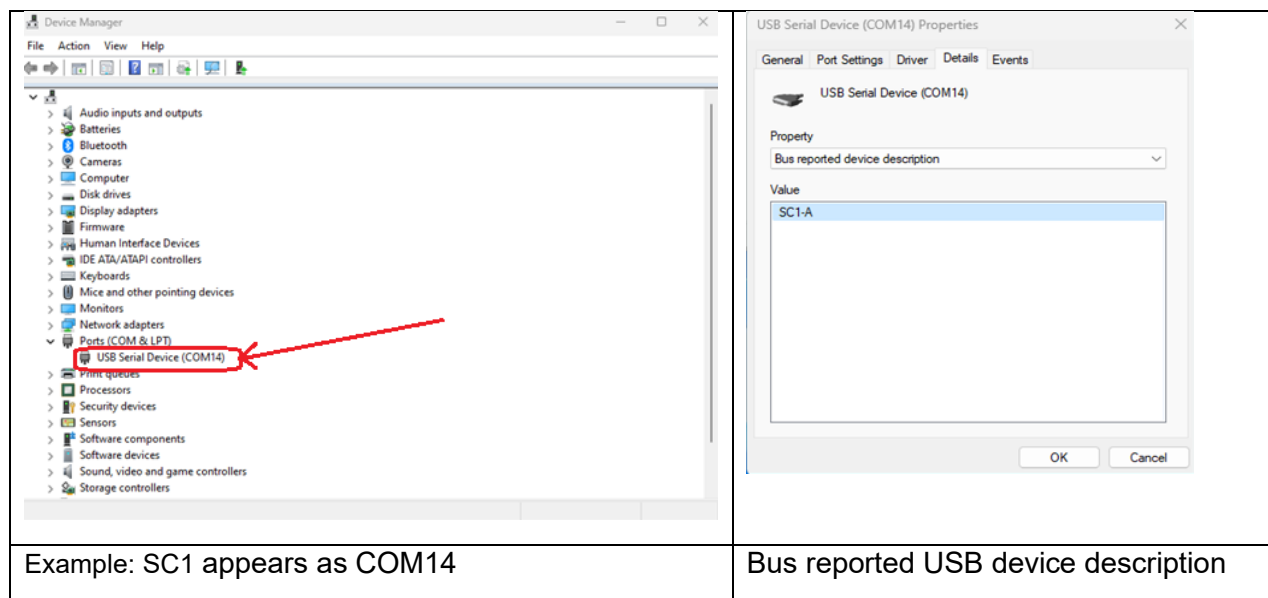 Device Manager
File Action View Help
Audio inputs and outputs
Batteries
Bluetooth
Cameras
Computer
Disk drives
Display adapters
Firmware
Human Interface Devices
IDE ATA/ATAPI controllers
Keyboards
Mice and other pointing devices
Monitors
Network adapters
Ports (COM & LPT)
USB Serial Device (COM14)
Print queues
Processors
Security devices
Sensors
Software components
Software devices
Sound, video and game controllers
Storage controllers
Example: SC1 appears as COM14
USB Serial Device (COM14) Properties
General Port Settings Driver Details Events
USB Serial Device (COM14)
Property
Bus reported device description
Value
SC1-A
OK Cancel
Bus reported USB device description